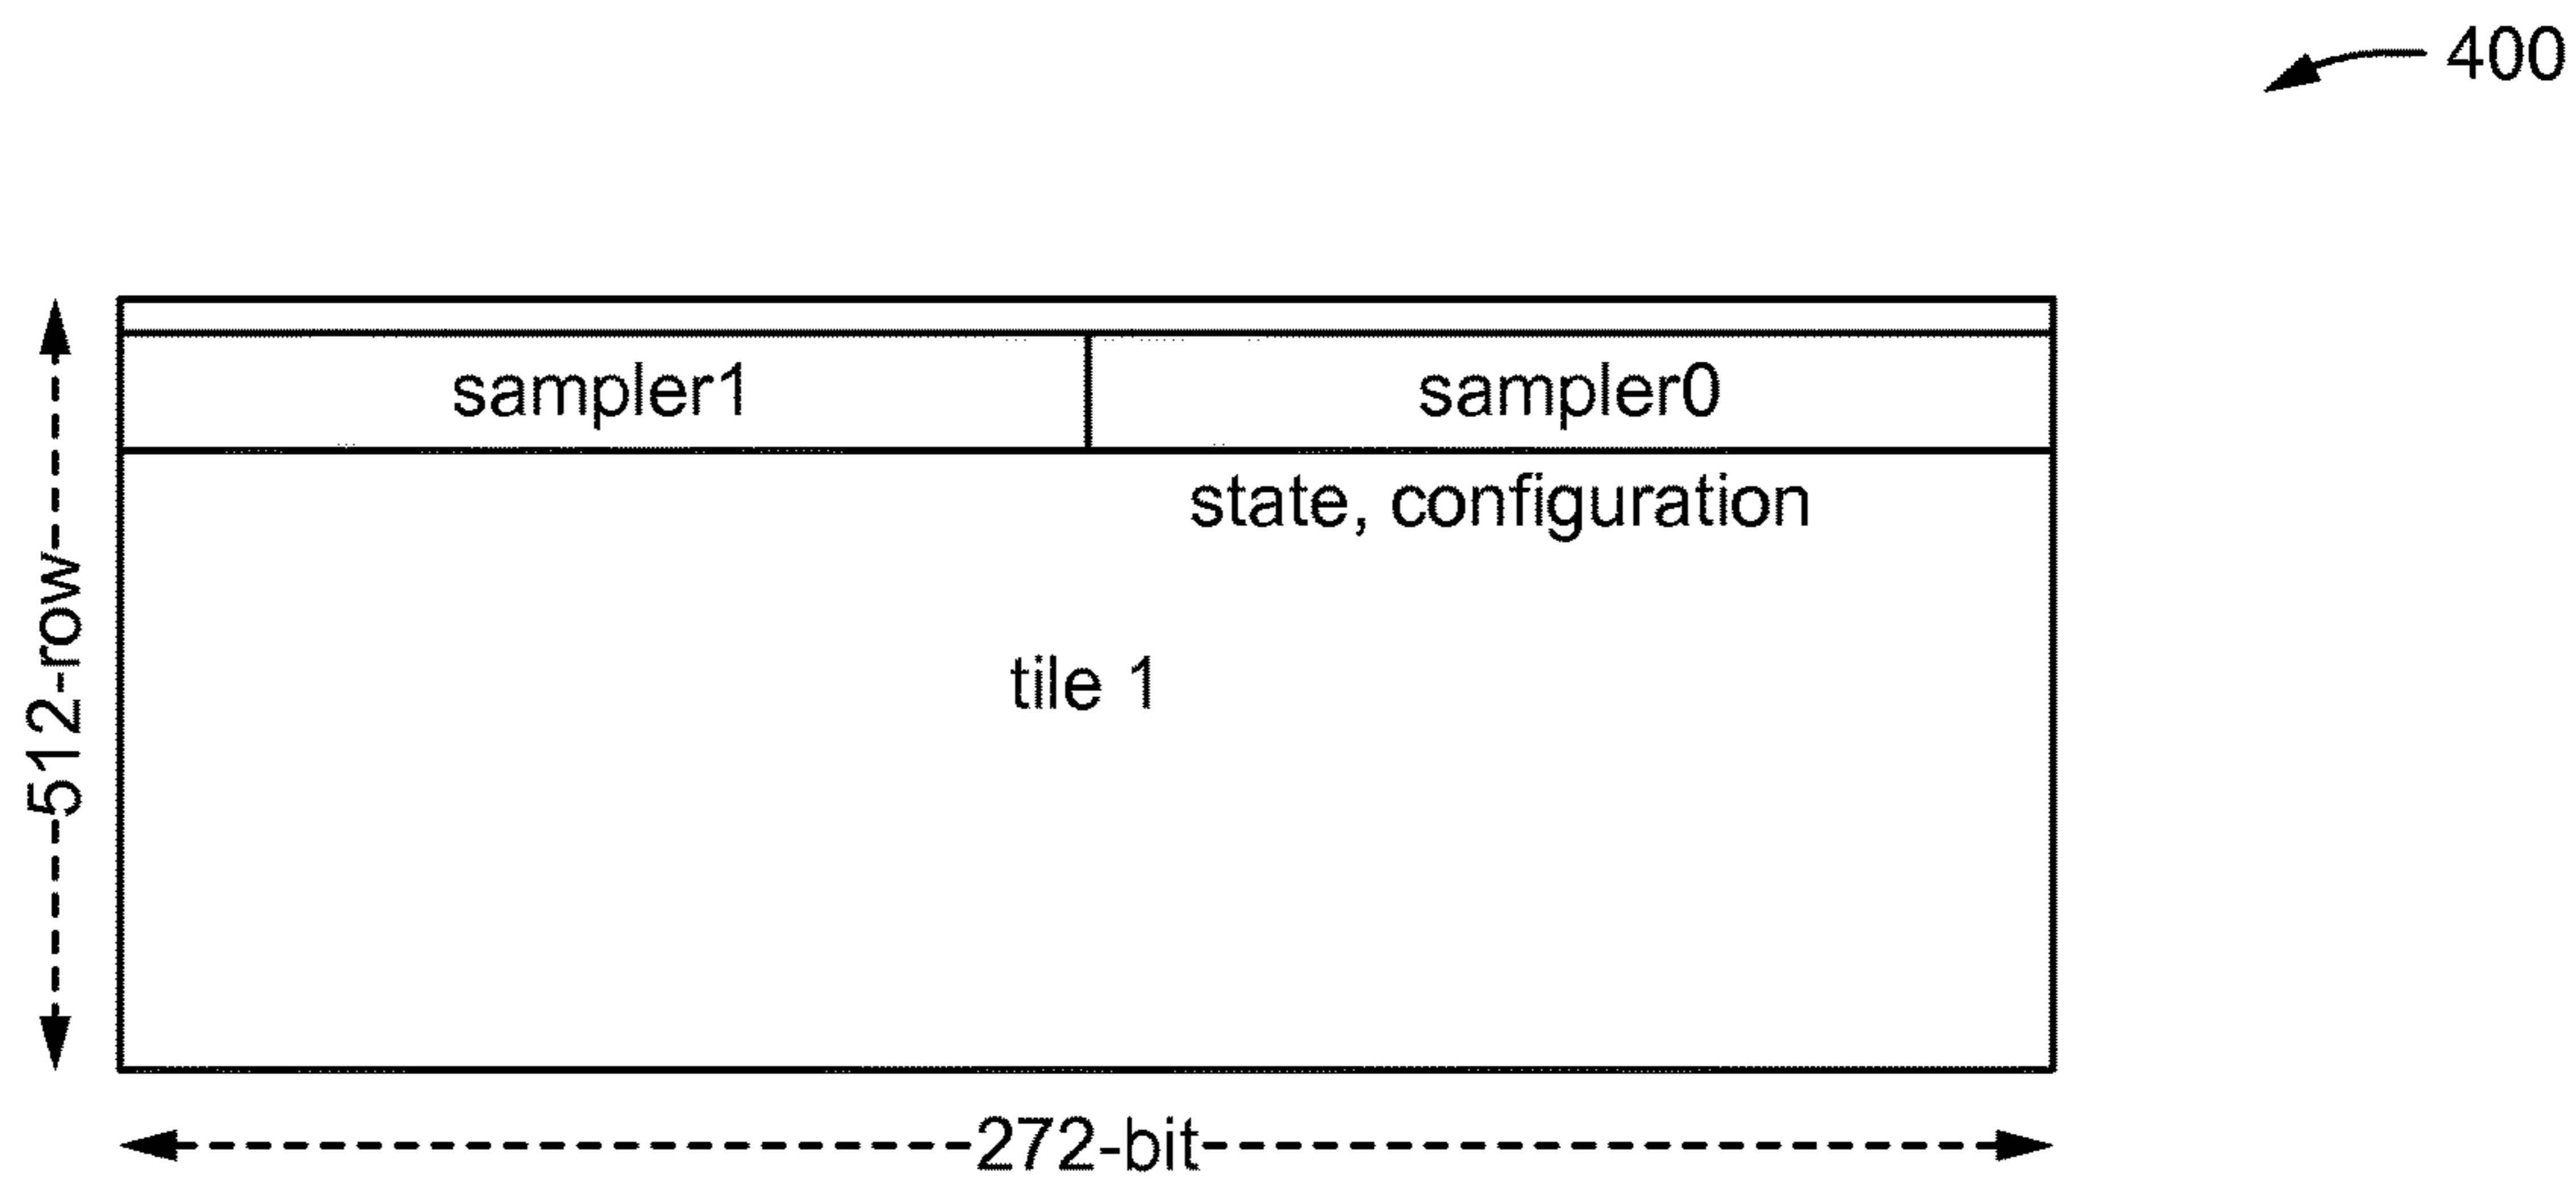 400
sampler1
sampler0
state, configuration
512-row
tile 1
272-bit